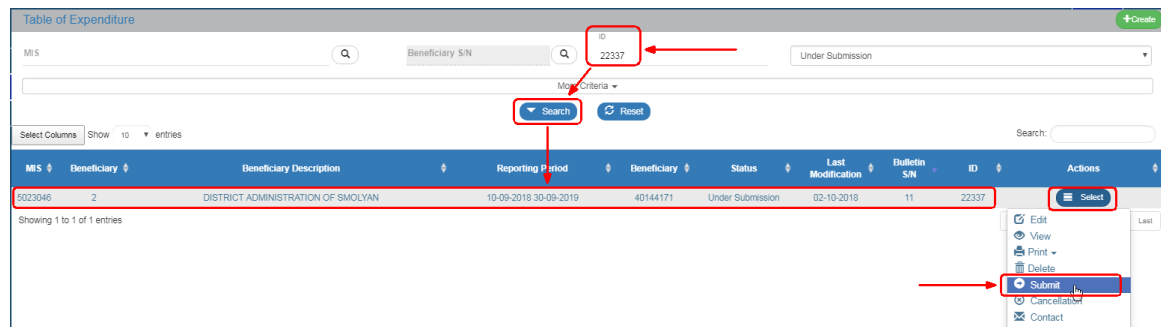 Table of Expenditure
+Create
MIS
Beneficiary S/N
ID
22337
Under Submission
More Criteria
Search
Reset
Select Columns Show 10 entries
Search:
MIS Beneficiary Beneficiary Description Reporting Period Beneficiary Status Last Modification Bulletin S/N ID Actions
5023046 2 DISTRICT ADMINISTRATION OF SMOLYAN 10-09-2018 30-09-2019 40144171 Under Submission 02-10-2018 11 22337 Select
Showing 1 to 1 of 1 entries
Last
Edit
View
Print
Delete
Submit
Cancellation
Contact